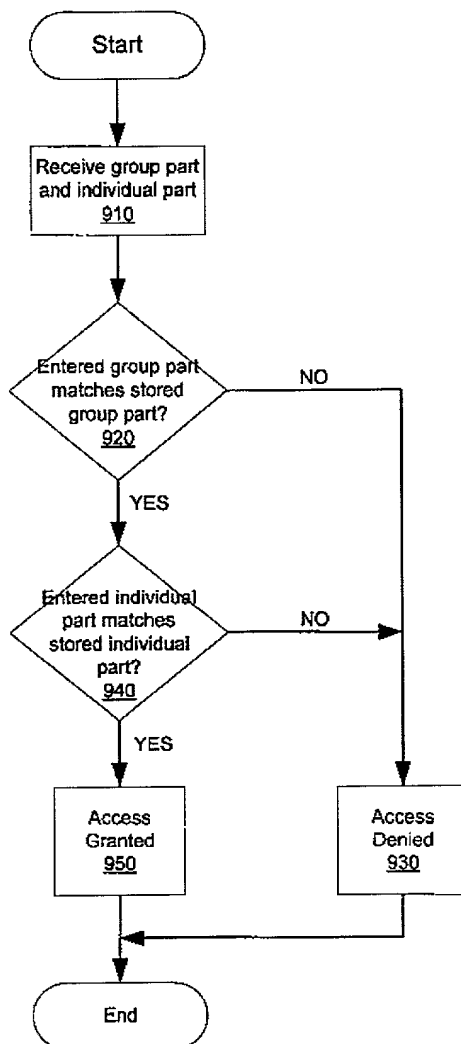 Start
Receive group part
and individual part
910
Entered group part
matches stored
group part?
920
NO
YES
Entered individual
part matches
stored individual
part?
940
NO
YES
Access
Granted
950
Access
Denied
930
End